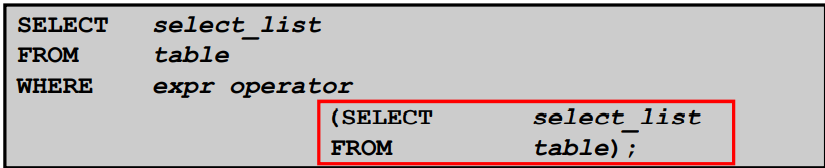 SELECT select_list
FROM table
WHERE expr operator
(SELECT select_list
FROM table);